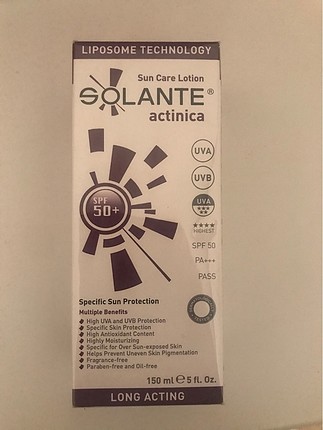 LIPOSOME TECHNOLOGY
Sun Care Lotion
SOLANTE®
actinica
UVA
UVB
SPF
50+
UVA
HIGHEST
SPF 50
PA+++
PASS
Specific Sun Protection
Multiple Benefits
High UVA and UVB Protection
Specific Skin Protection
High Antioxidant Content
Highly Moisturizing
Specific for Over Sun-exposed Skin
Helps Prevent Uneven Skin Pigmentation
Fragrance-free
Paraben-free and Oil-free
150 ml ℮ 5 fl. Oz.
LONG ACTING